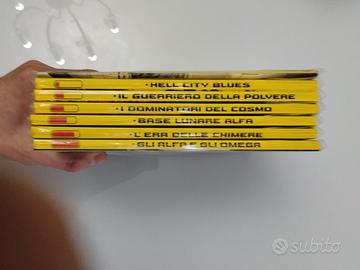 • HELL CITY BLUES
• IL GUERRIERO DELLA POLVERE
• I DOMINATORI DEL COSMO
• BASE LUNARE ALFA
• L'ERA DELLE CHIMERE
• GLI ALFA E GLI OMEGA
subito